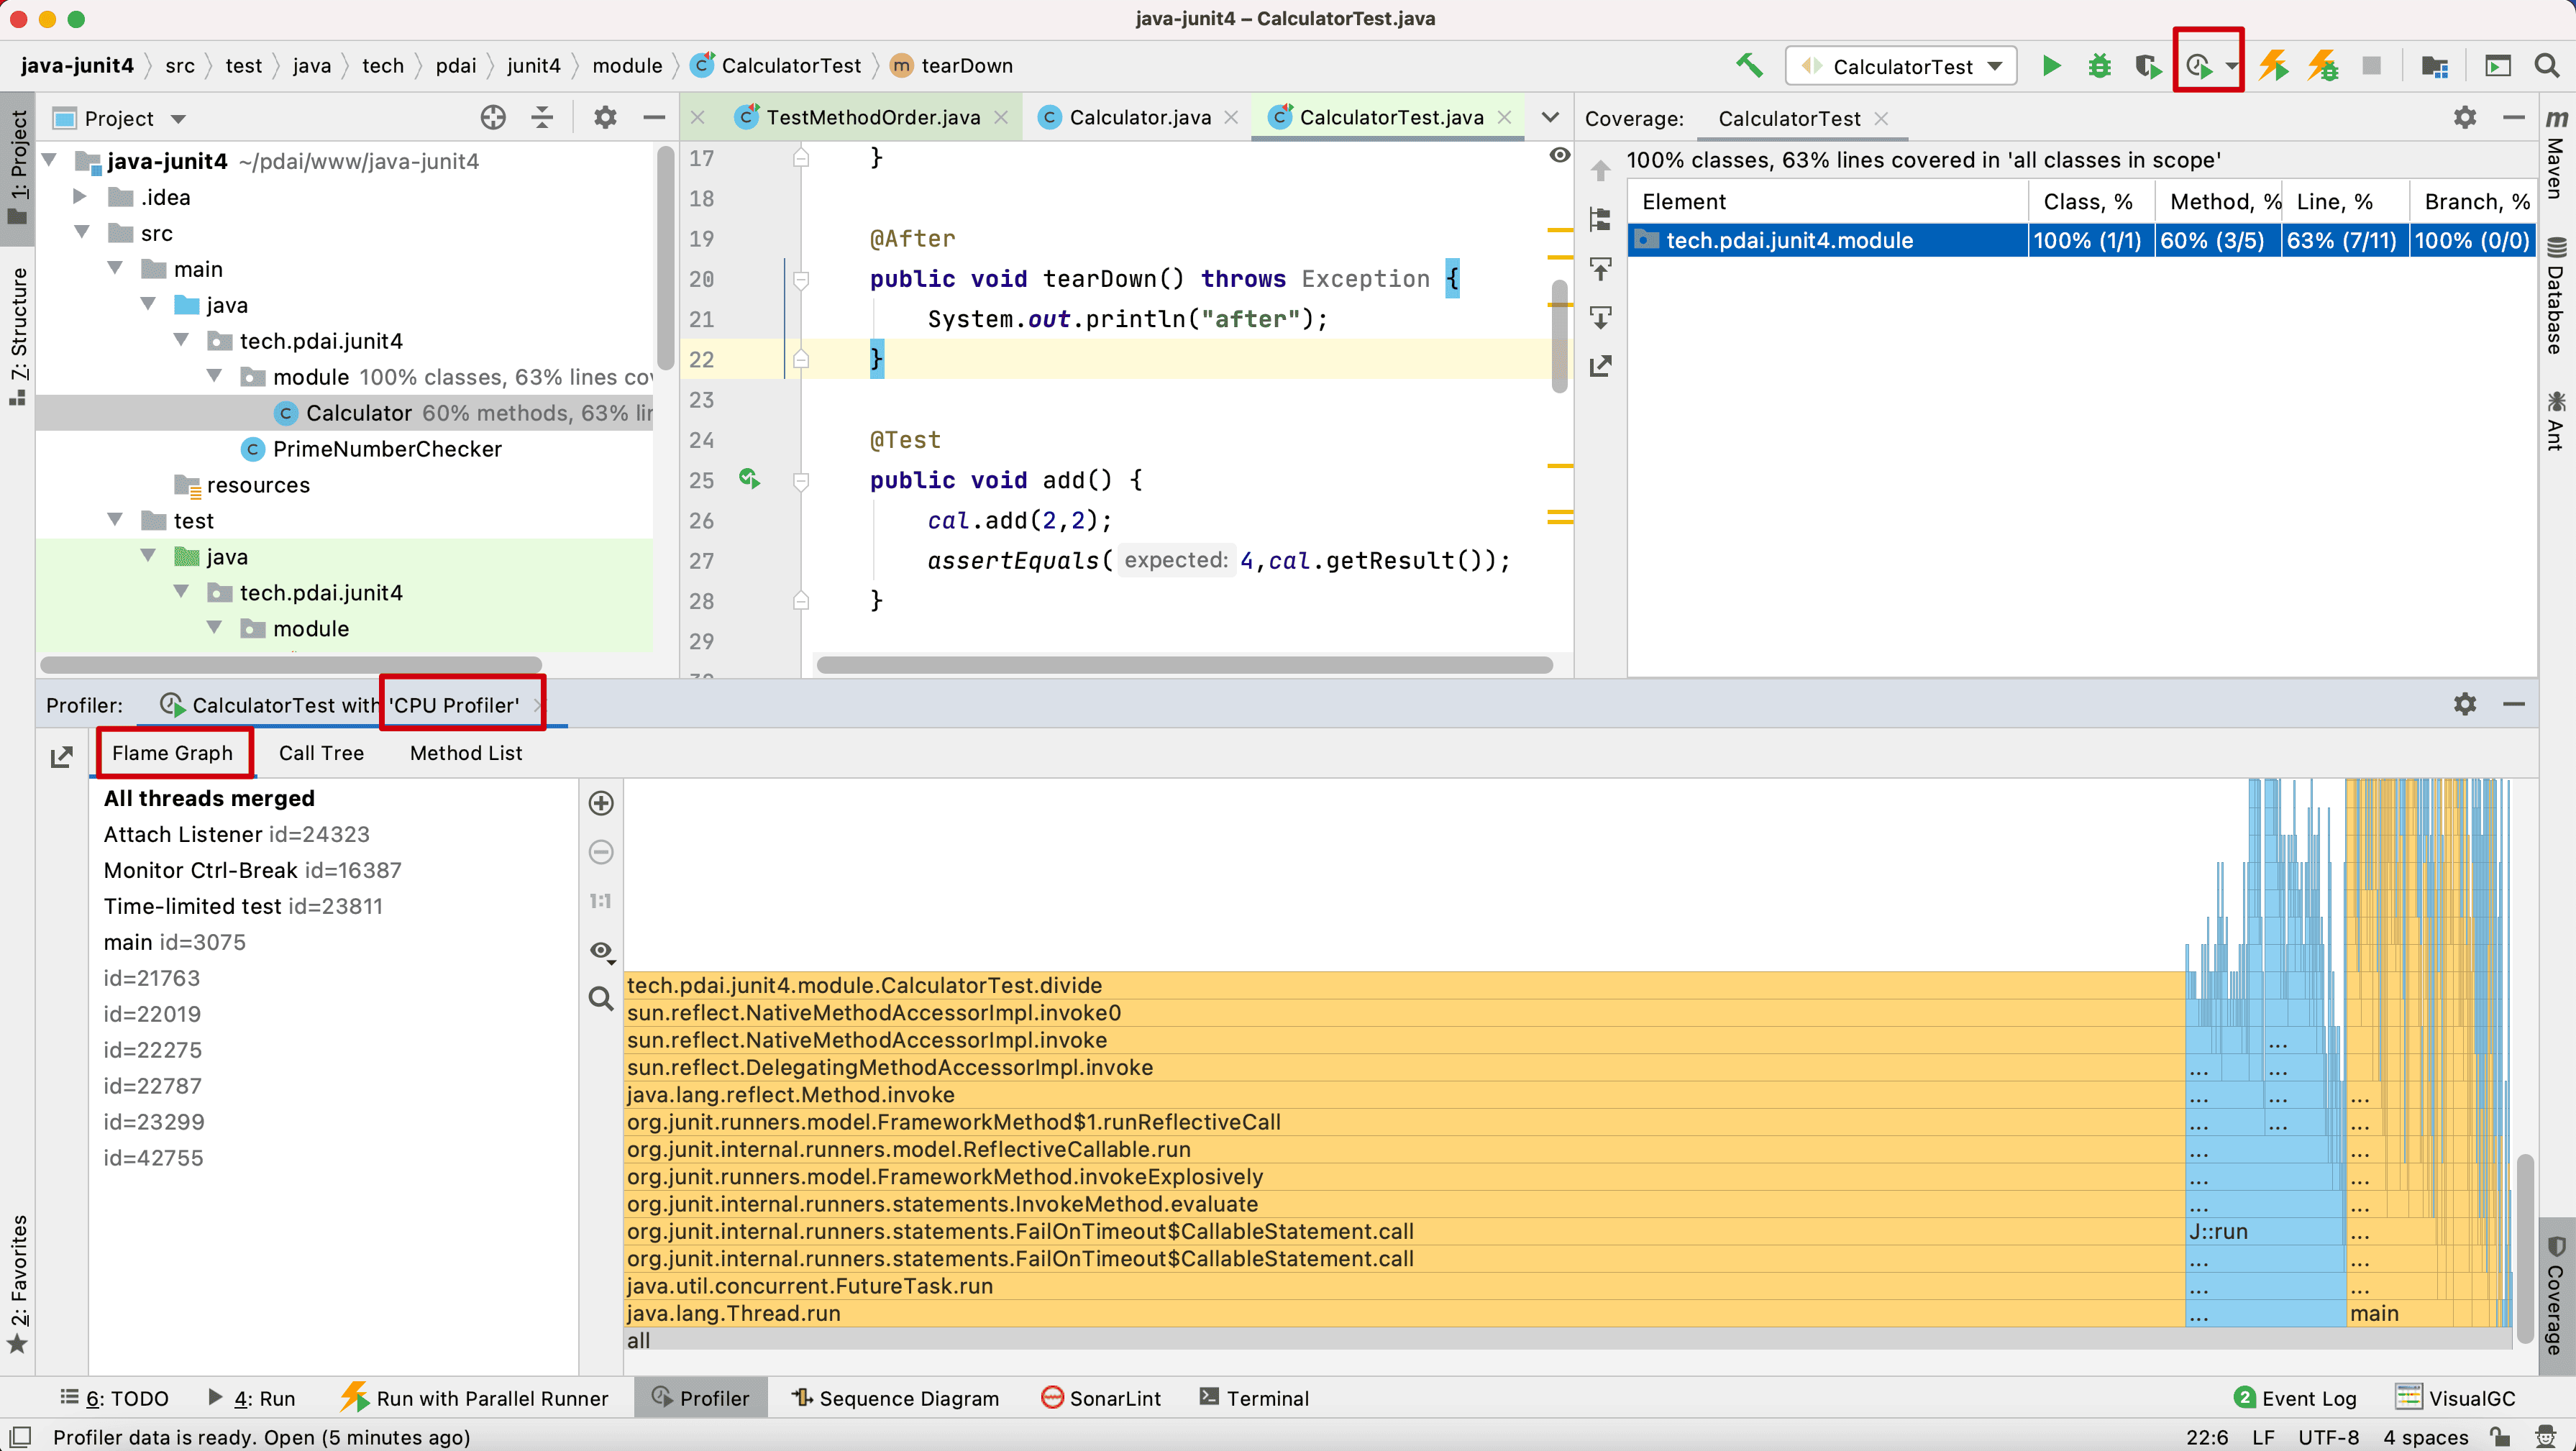 java-junit4 – CalculatorTest.java
java-junit4 src test java tech pdai junit4 module CalculatorTest m tearDown
CalculatorTest
1: Project
Z: Structure
2: Favorites
Project
java-junit4 ~/pdai/www/java-junit4
.idea
src
main
java
tech.pdai.junit4
module 100% classes, 63% lines cov
Calculator 60% methods, 63% lin
PrimeNumberChecker
resources
test
java
tech.pdai.junit4
module
TestMethodOrder.java Calculator.java CalculatorTest.java
17 }
18
19 @After
20 public void tearDown() throws Exception {
21 System.out.println("after");
22 }
23
24 @Test
25 public void add() {
26 cal.add(2,2);
27 assertEquals( expected: 4,cal.getResult());
28 }
29
Coverage: CalculatorTest
100% classes, 63% lines covered in 'all classes in scope'
Element Class, % Method, % Line, % Branch, %
tech.pdai.junit4.module 100% (1/1) 60% (3/5) 63% (7/11) 100% (0/0)
m Maven
Database
Ant
Coverage
Profiler: CalculatorTest with 'CPU Profiler'
Flame Graph Call Tree Method List
All threads merged
Attach Listener id=24323
Monitor Ctrl-Break id=16387
Time-limited test id=23811
main id=3075
id=21763
id=22019
id=22275
id=22787
id=23299
id=42755
1:1
tech.pdai.junit4.module.CalculatorTest.divide
sun.reflect.NativeMethodAccessorImpl.invoke0
sun.reflect.NativeMethodAccessorImpl.invoke ...
sun.reflect.DelegatingMethodAccessorImpl.invoke ... ...
java.lang.reflect.Method.invoke ... ... ...
org.junit.runners.model.FrameworkMethod$1.runReflectiveCall ... ... ...
org.junit.internal.runners.model.ReflectiveCallable.run ... ...
org.junit.runners.model.FrameworkMethod.invokeExplosively ... ...
org.junit.internal.runners.statements.InvokeMethod.evaluate ... ...
org.junit.internal.runners.statements.FailOnTimeout$CallableStatement.call J::run ...
org.junit.internal.runners.statements.FailOnTimeout$CallableStatement.call ... ...
java.util.concurrent.FutureTask.run ... ...
java.lang.Thread.run ... main
all
6: TODO 4: Run Run with Parallel Runner Profiler Sequence Diagram SonarLint Terminal 2 Event Log VisualGC
Profiler data is ready. Open (5 minutes ago) 22:6 LF UTF-8 4 spaces